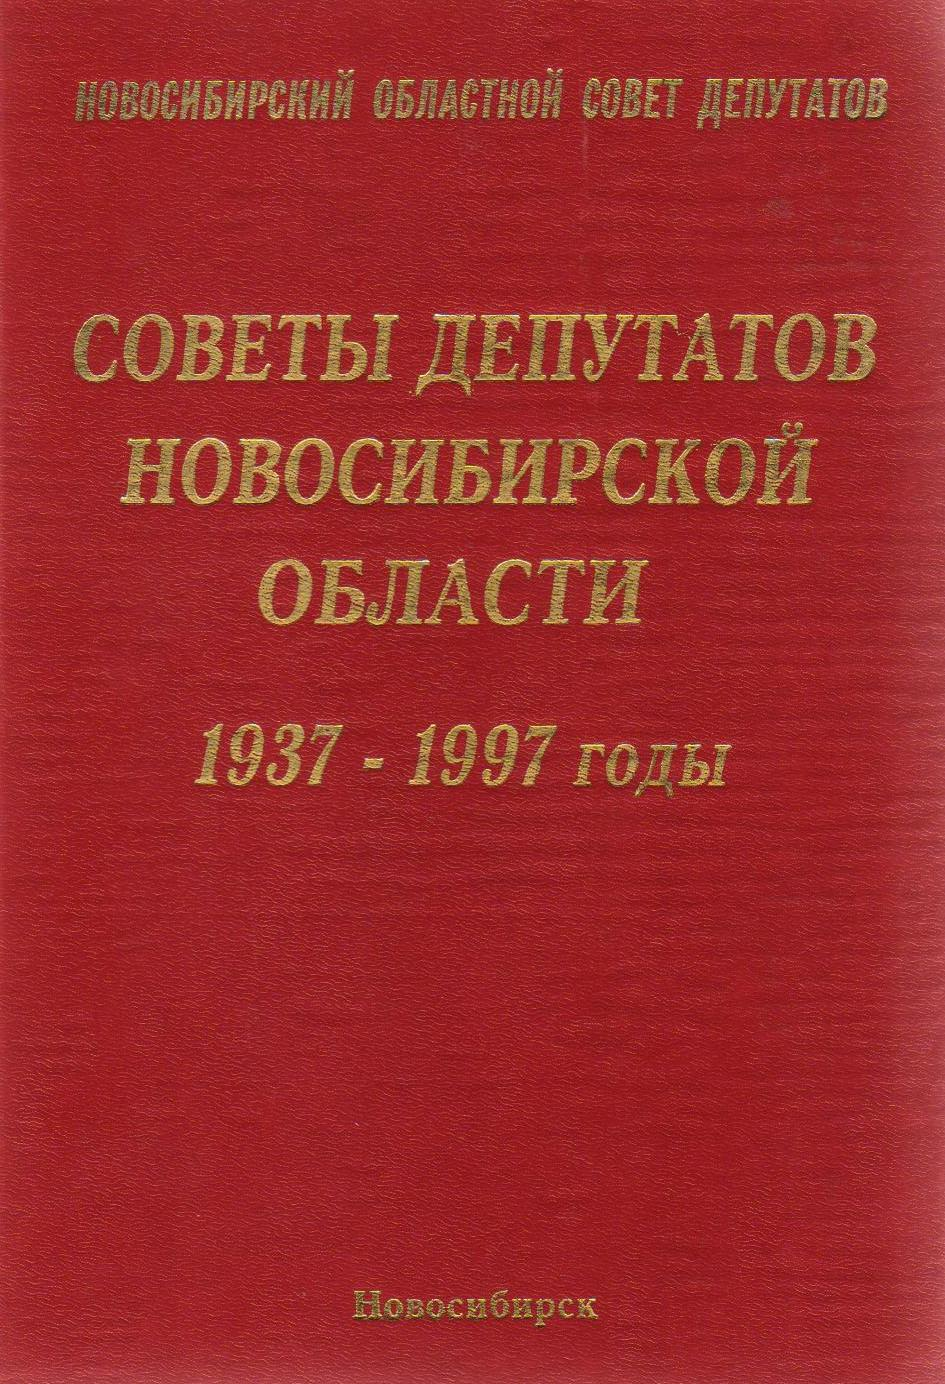 НОВОСИБИРСКИЙ ОБЛАСТНОЙ СОВЕТ ДЕПУТАТОВ
СОВЕТЫ ДЕПУТАТОВ
НОВОСИБИРСКОЙ
ОБЛАСТИ
1937 - 1997 годы
Новосибирск